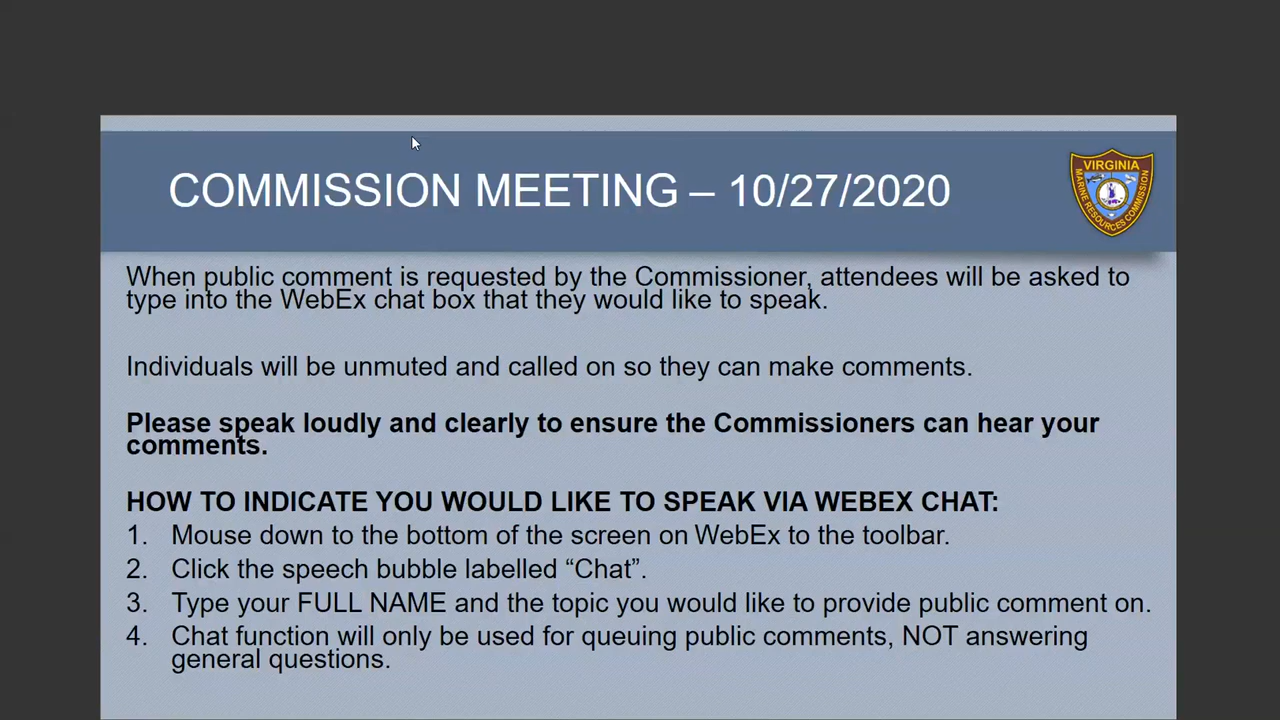 COMMISSION MEETING – 10/27/2020
VIRGINIA
MARINE RESOURCES COMMISSION
When public comment is requested by the Commissioner, attendees will be asked to
type into the WebEx chat box that they would like to speak.
Individuals will be unmuted and called on so they can make comments.
Please speak loudly and clearly to ensure the Commissioners can hear your
comments.
HOW TO INDICATE YOU WOULD LIKE TO SPEAK VIA WEBEX CHAT:
1. Mouse down to the bottom of the screen on WebEx to the toolbar.
2. Click the speech bubble labelled “Chat”.
3. Type your FULL NAME and the topic you would like to provide public comment on.
4. Chat function will only be used for queuing public comments, NOT answering
general questions.